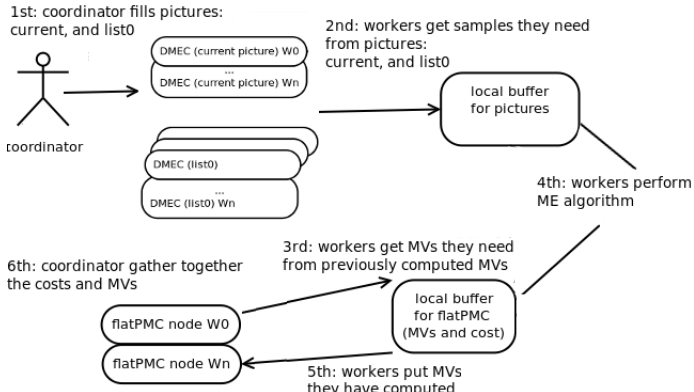 1st: coordinator fills pictures:
current, and list0
2nd: workers get samples they need
from pictures:
current, and list0
DMEC (current picture) W0
...
DMEC (current picture) Wn
local buffer
for pictures
coordinator
DMEC (list0)
...
DMEC (list0) Wn
4th: workers perform
ME algorithm
3rd: workers get MVs they need
from previously computed MVs
6th: coordinator gather together
the costs and MVs
local buffer
for flatPMC
(MVs and cost)
flatPMC node W0
flatPMC node Wn
5th: workers put MVs
they have computed